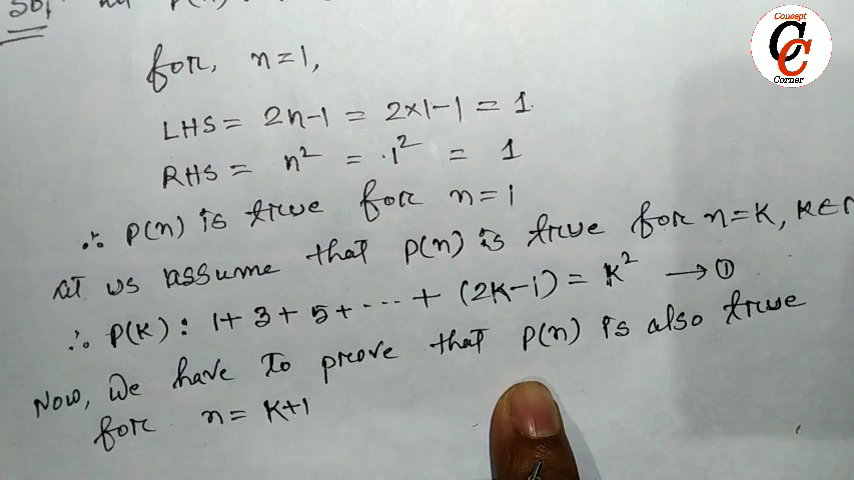 Concept
CC
Corner
Sol
P(n)
for, n=1,
LHS = 2n-1 = 2×1-1 = 1.
RHS = n² = 1² = 1
∴ P(n) is true for n=1
Let us assume that P(n) is true for n=K, K∈N
∴ P(K): 1+3+5+ ··· + (2K-1) = K² → ①
Now, We have to prove that P(n) is also true
for n = K+1